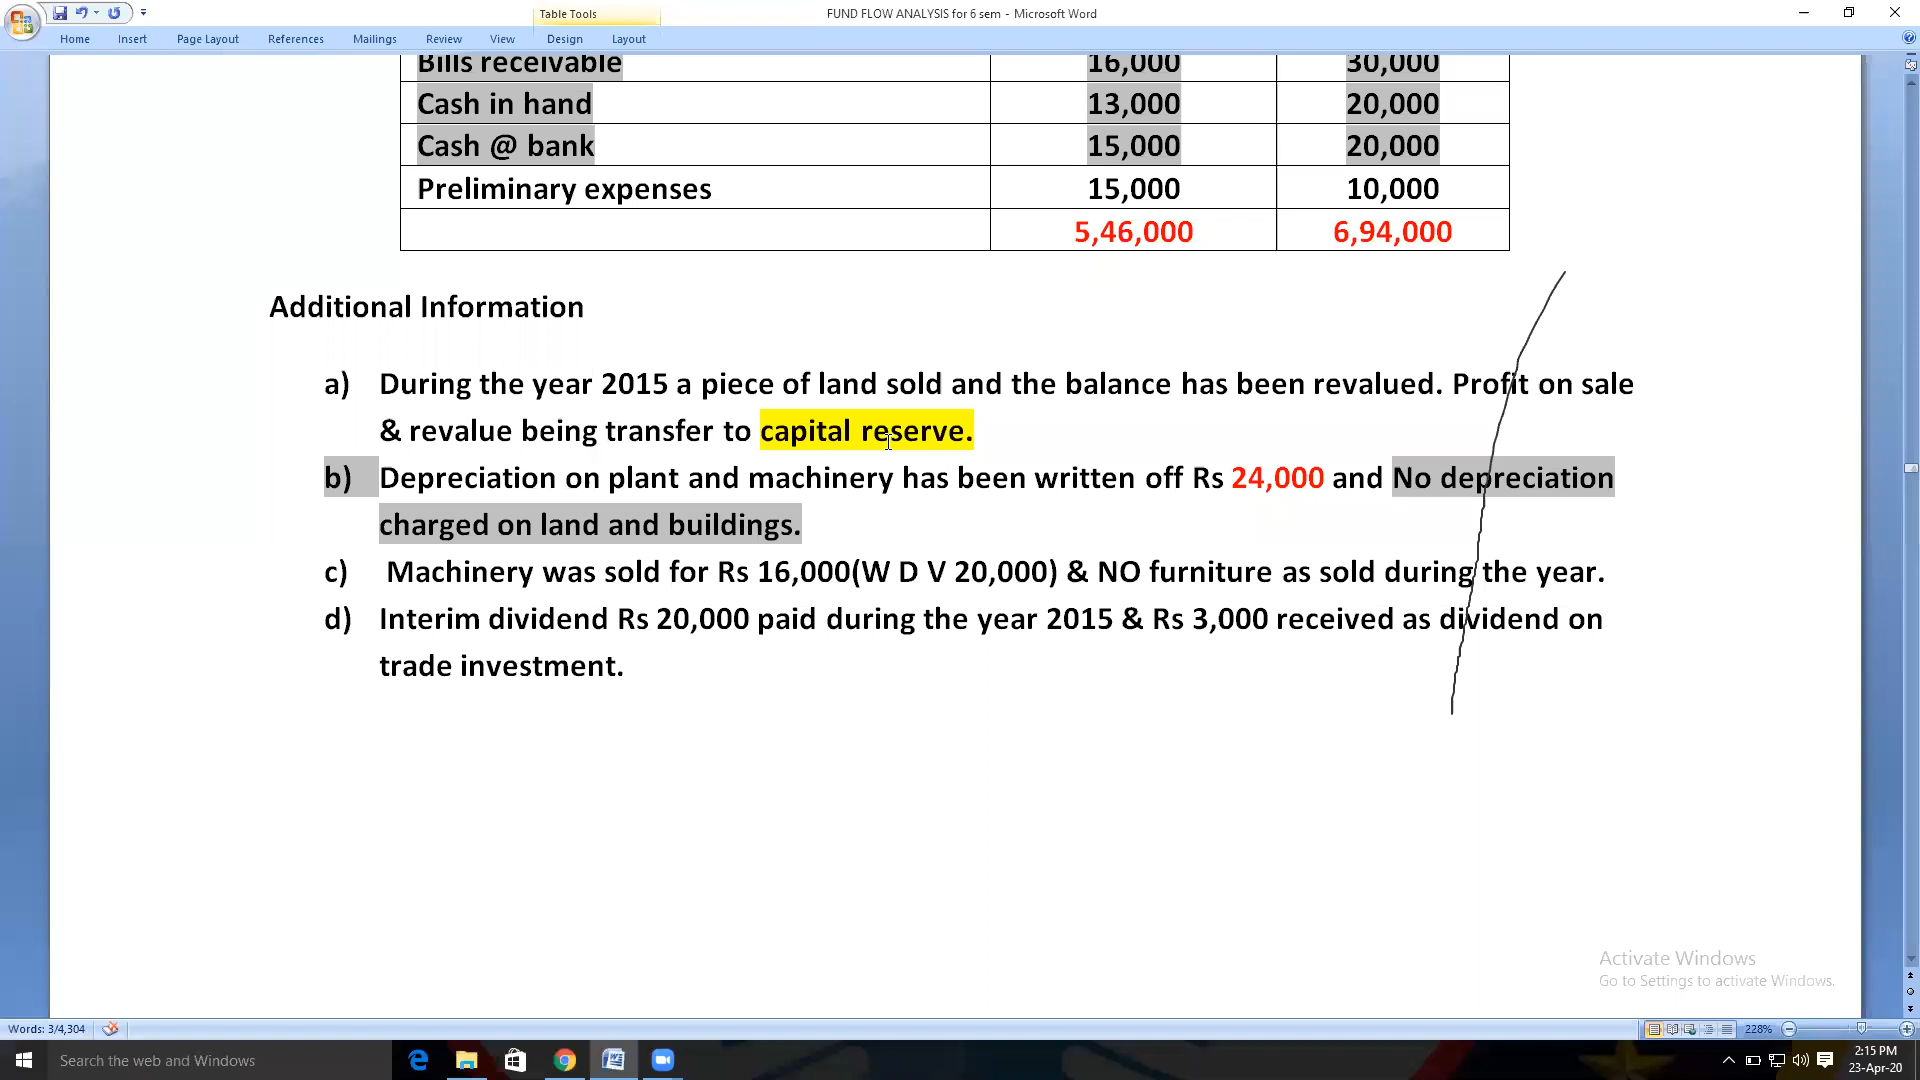 Table Tools
FUND FLOW ANALYSIS for 6 sem - Microsoft Word
Home Insert Page Layout References Mailings Review View Design Layout
Bills receivable 16,000 30,000
Cash in hand 13,000 20,000
Cash @ bank 15,000 20,000
Preliminary expenses 15,000 10,000
5,46,000 6,94,000
Additional Information
a) During the year 2015 a piece of land sold and the balance has been revalued. Profit on sale
& revalue being transfer to capital reserve.
b) Depreciation on plant and machinery has been written off Rs 24,000 and No depreciation
charged on land and buildings.
c) Machinery was sold for Rs 16,000(W D V 20,000) & NO furniture as sold during the year.
d) Interim dividend Rs 20,000 paid during the year 2015 & Rs 3,000 received as dividend on
trade investment.
Activate Windows
Go to Settings to activate Windows.
Words: 3/4,304 228%
Search the web and Windows
2:15 PM
23-Apr-20